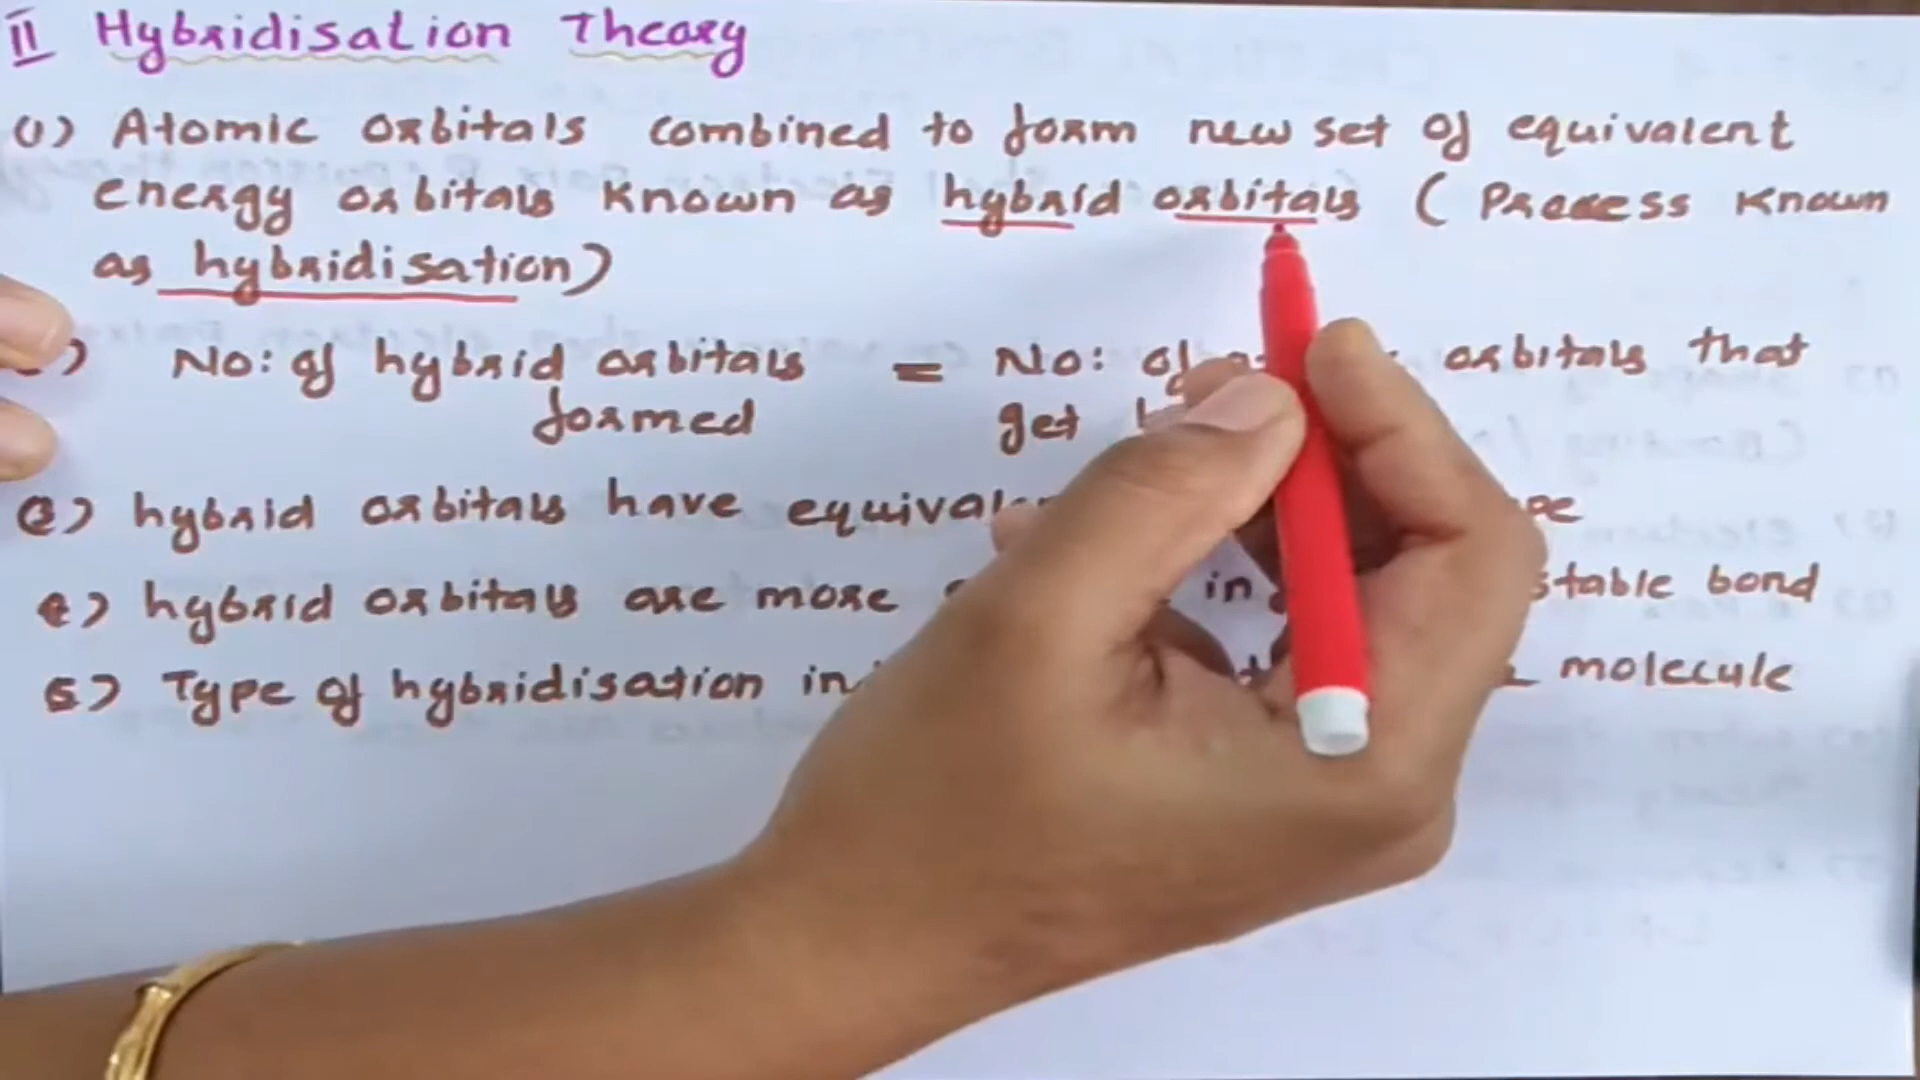 II Hybridisation Theory
(1) Atomic orbitals combined to form new set of equivalent
energy orbitals known as hybrid orbitals ( Process known
as hybridisation)
) No: of hybrid orbitals = No: of orbitals that
formed get
(3) hybrid orbitals have
4) hybrid orbitals are more in stable bond
5) Type of hybridisation molecule